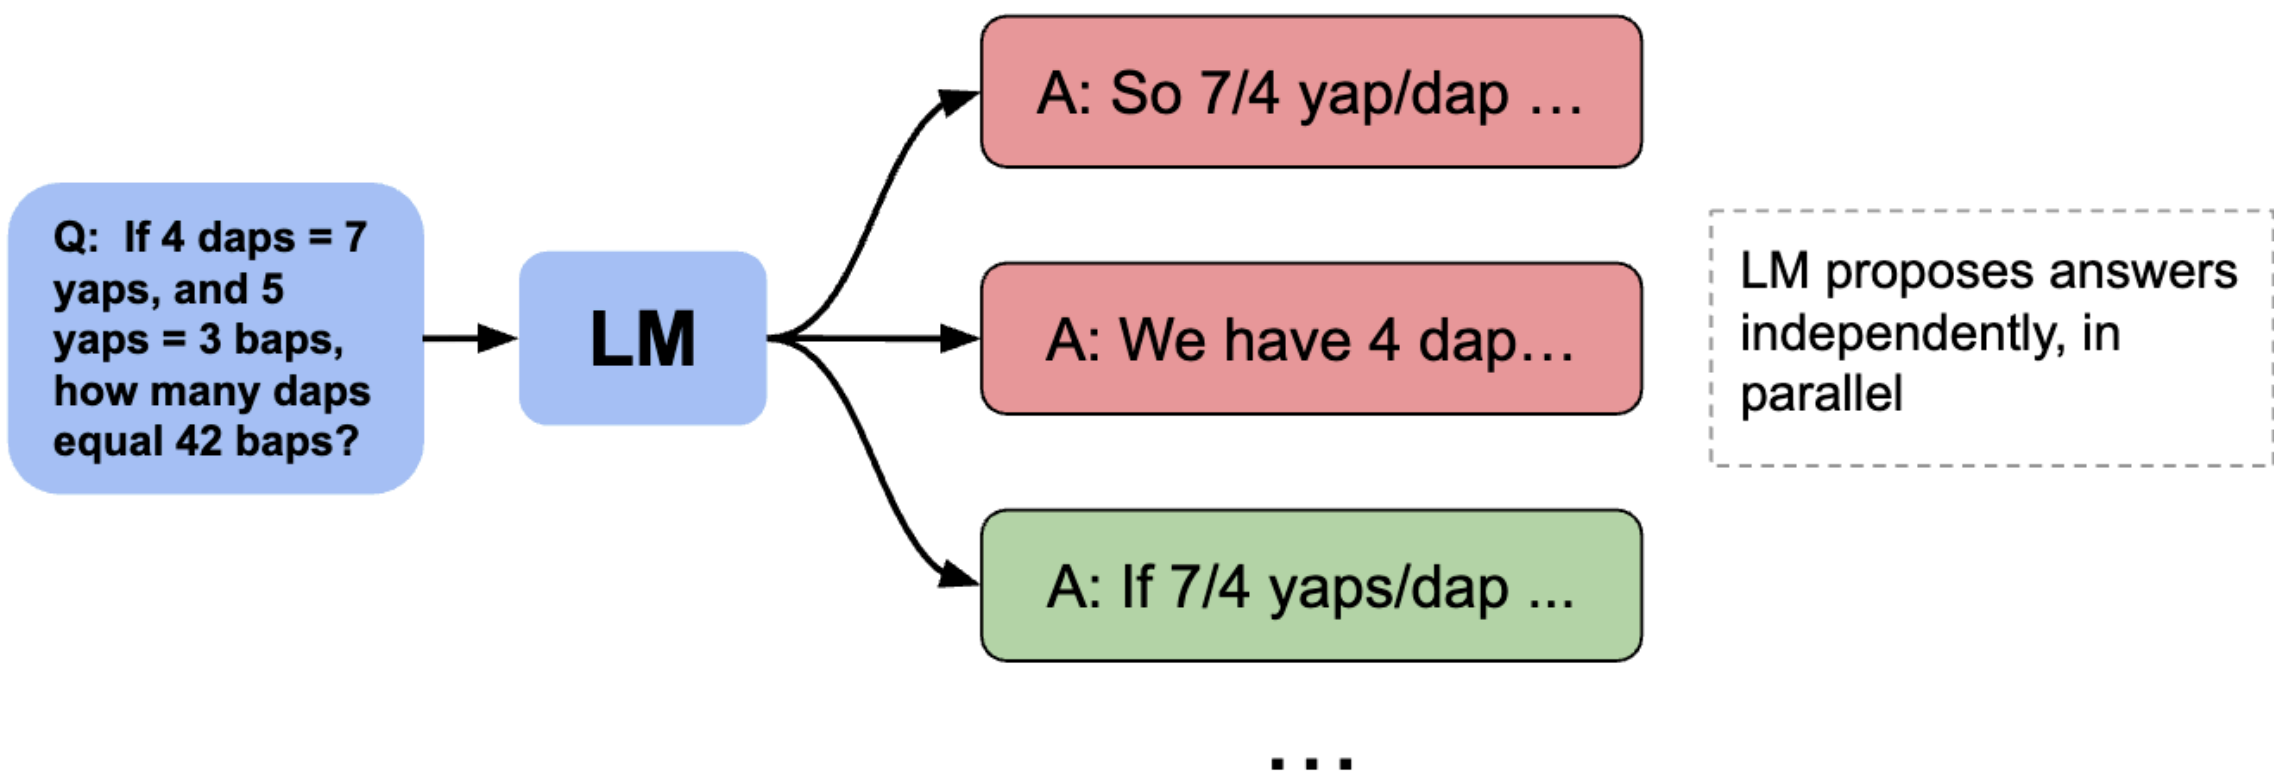 Q: If 4 daps = 7
yaps, and 5
yaps = 3 baps,
how many daps
equal 42 baps?
LM
A: So 7/4 yap/dap …
A: We have 4 dap…
A: If 7/4 yaps/dap ...
...
LM proposes answers
independently, in
parallel